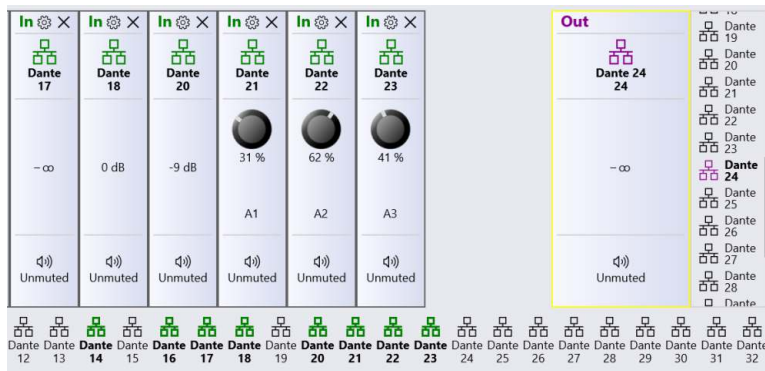 In In In In In In Out
Dante 17
Dante 18
Dante 20
Dante 21
Dante 22
Dante 23
Dante 24
24
- ∞
0 dB
-9 dB
31 %
62 %
41 %
- ∞
A1
A2
A3
Unmuted Unmuted Unmuted Unmuted Unmuted Unmuted Unmuted
Dante 19
Dante 20
Dante 21
Dante 22
Dante 23
Dante 24
Dante 25
Dante 26
Dante 27
Dante 28
Dante
Dante Dante Dante Dante Dante Dante Dante Dante Dante Dante Dante Dante Dante Dante Dante Dante Dante Dante Dante Dante Dante
12 13 14 15 16 17 18 19 20 21 22 23 24 25 26 27 28 29 30 31 32